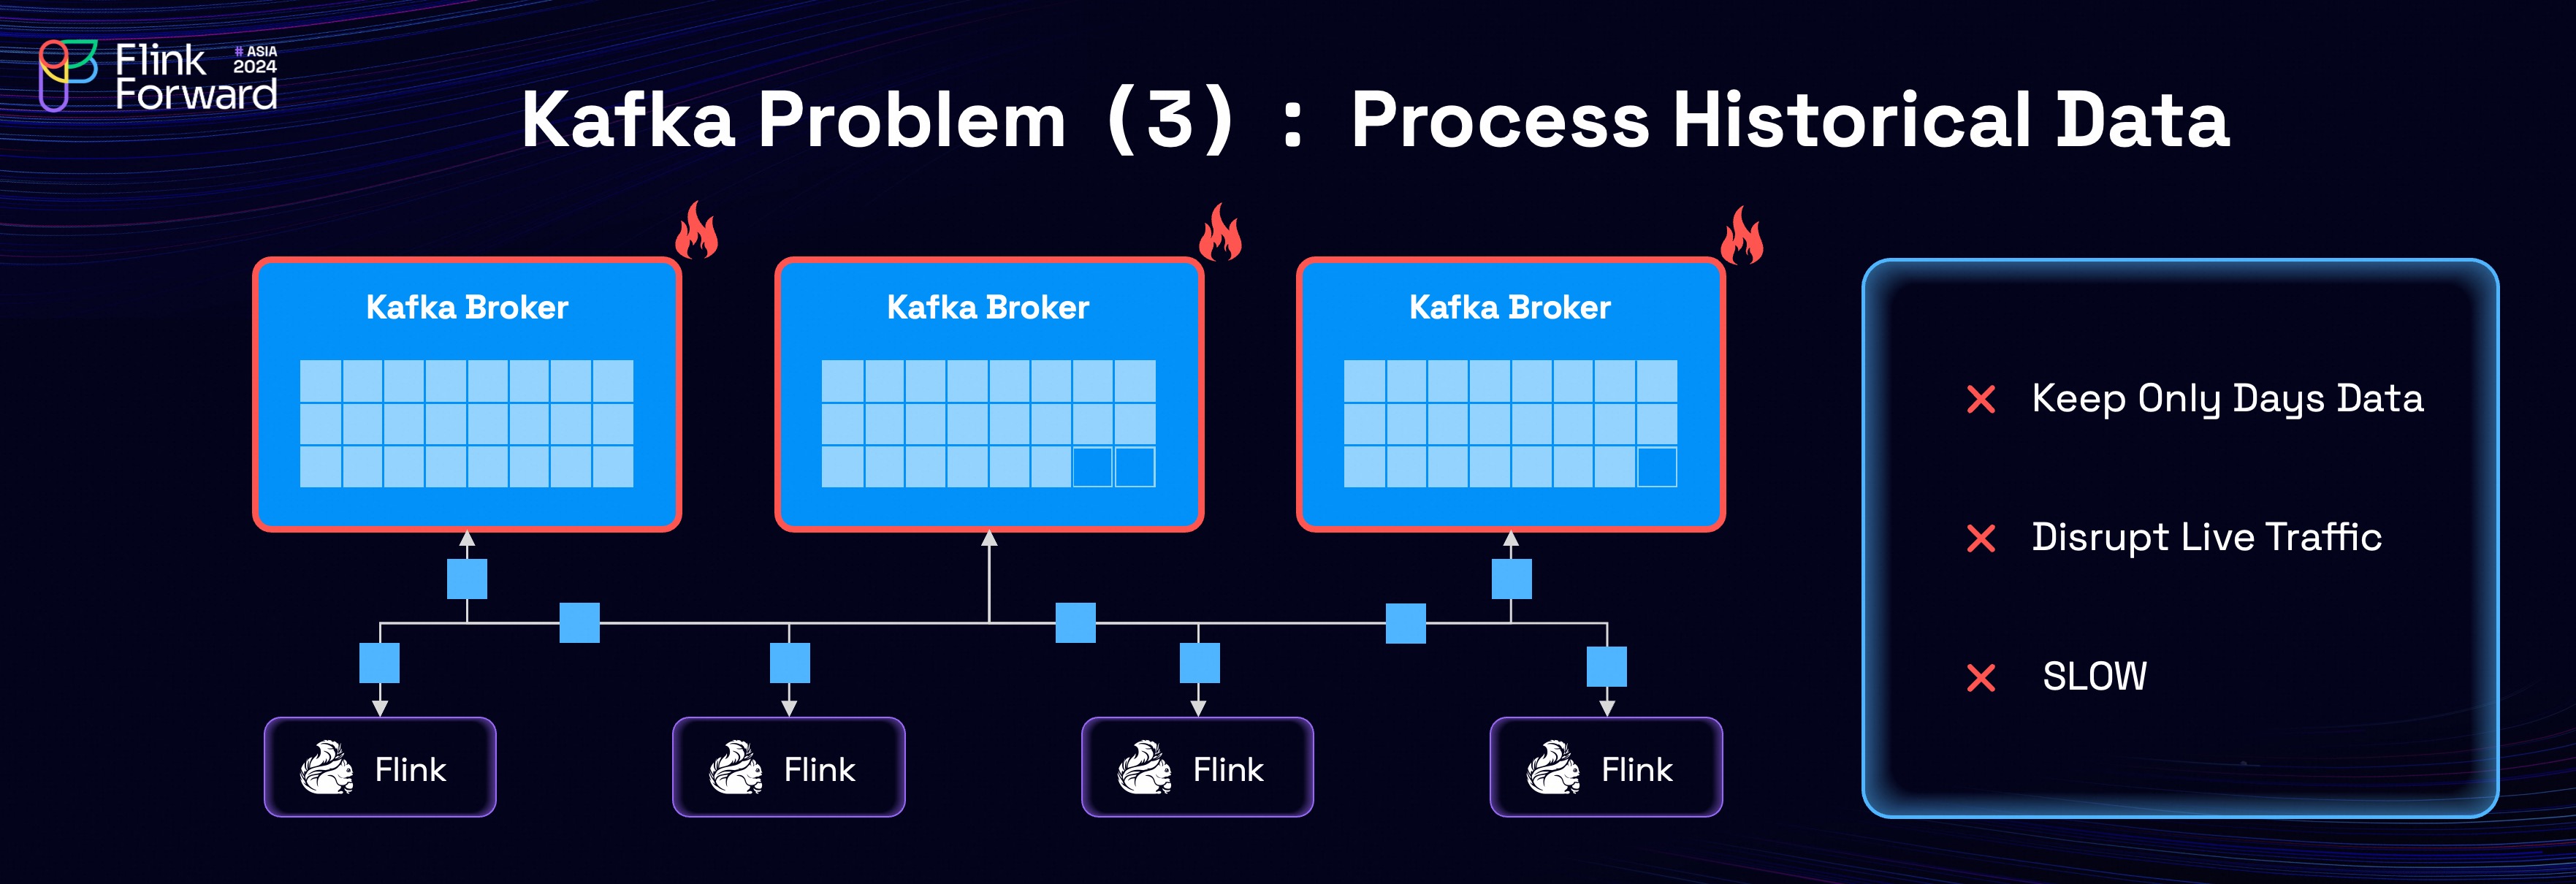 Flink
Forward
# ASIA
2024
Kafka Problem (3) : Process Historical Data
Kafka Broker
Kafka Broker
Kafka Broker
Keep Only Days Data
Disrupt Live Traffic
SLOW
Flink
Flink
Flink
Flink